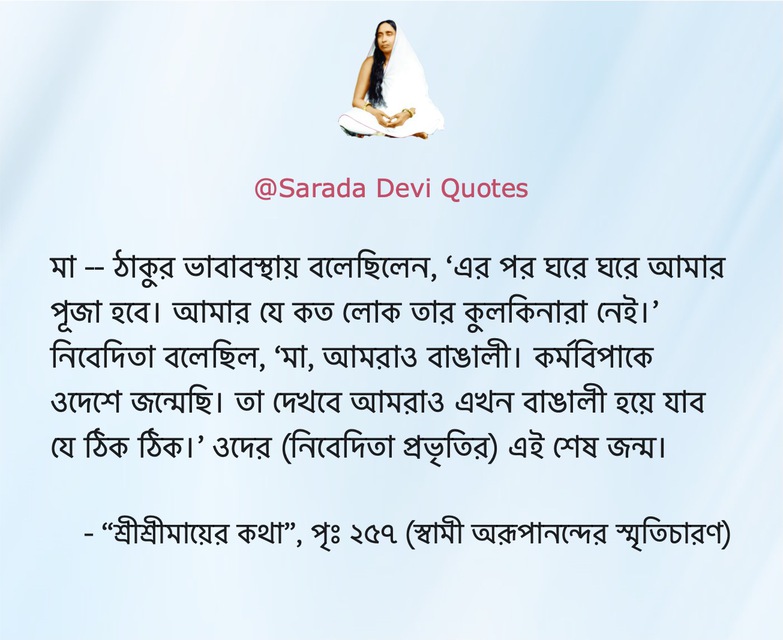 @Sarada Devi Quotes
মা -- ঠাকুর ভাবাবস্থায় বলেছিলেন, ‘এর পর ঘরে ঘরে আমার
পূজা হবে। আমার যে কত লোক তার কুলকিনারা নেই।’
নিবেদিতা বলেছিল, ‘মা, আমরাও বাঙালী। কর্মবিপাকে
ওদেশে জন্মেছি। তা দেখবে আমরাও এখন বাঙালী হয়ে যাব
যে ঠিক ঠিক।’ ওদের (নিবেদিতা প্রভৃতির) এই শেষ জন্ম।
- “শ্রীশ্রীমায়ের কথা”, পৃঃ ২৫৭ (স্বামী অরূপানন্দের স্মৃতিচারণ)